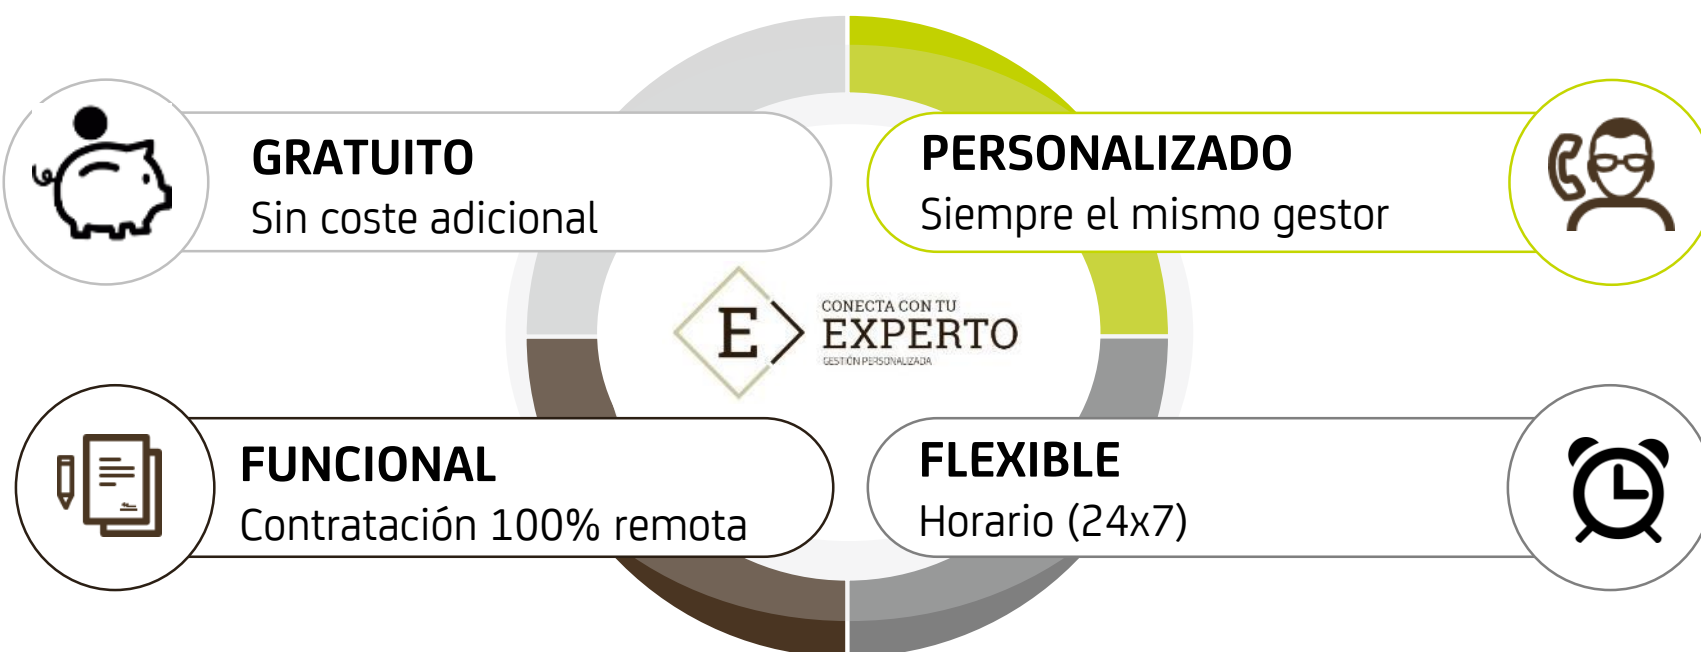 GRATUITO
Sin coste adicional
PERSONALIZADO
Siempre el mismo gestor
E
CONECTA CON TU
EXPERTO
GESTIÓN PERSONALIZADA
FUNCIONAL
Contratación 100% remota
FLEXIBLE
Horario (24x7)